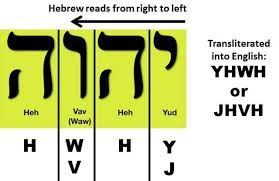 Hebrew reads from right to left
יהוה
Heh Vav (Waw) Heh Yud
H W V H Y J
Transliterated
into English:
YHWH
or
JHVH